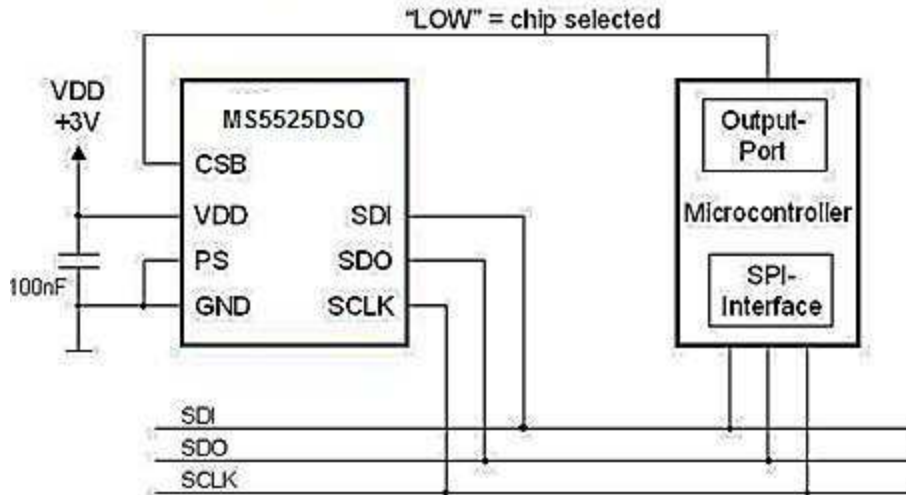 “LOW” = chip selected
VDD
+3V
MS5525DSO
CSB
VDD
PS
GND
SDI
SDO
SCLK
100nF
Output-
Port
Microcontroller
SPI-
Interface
SDI
SDO
SCLK